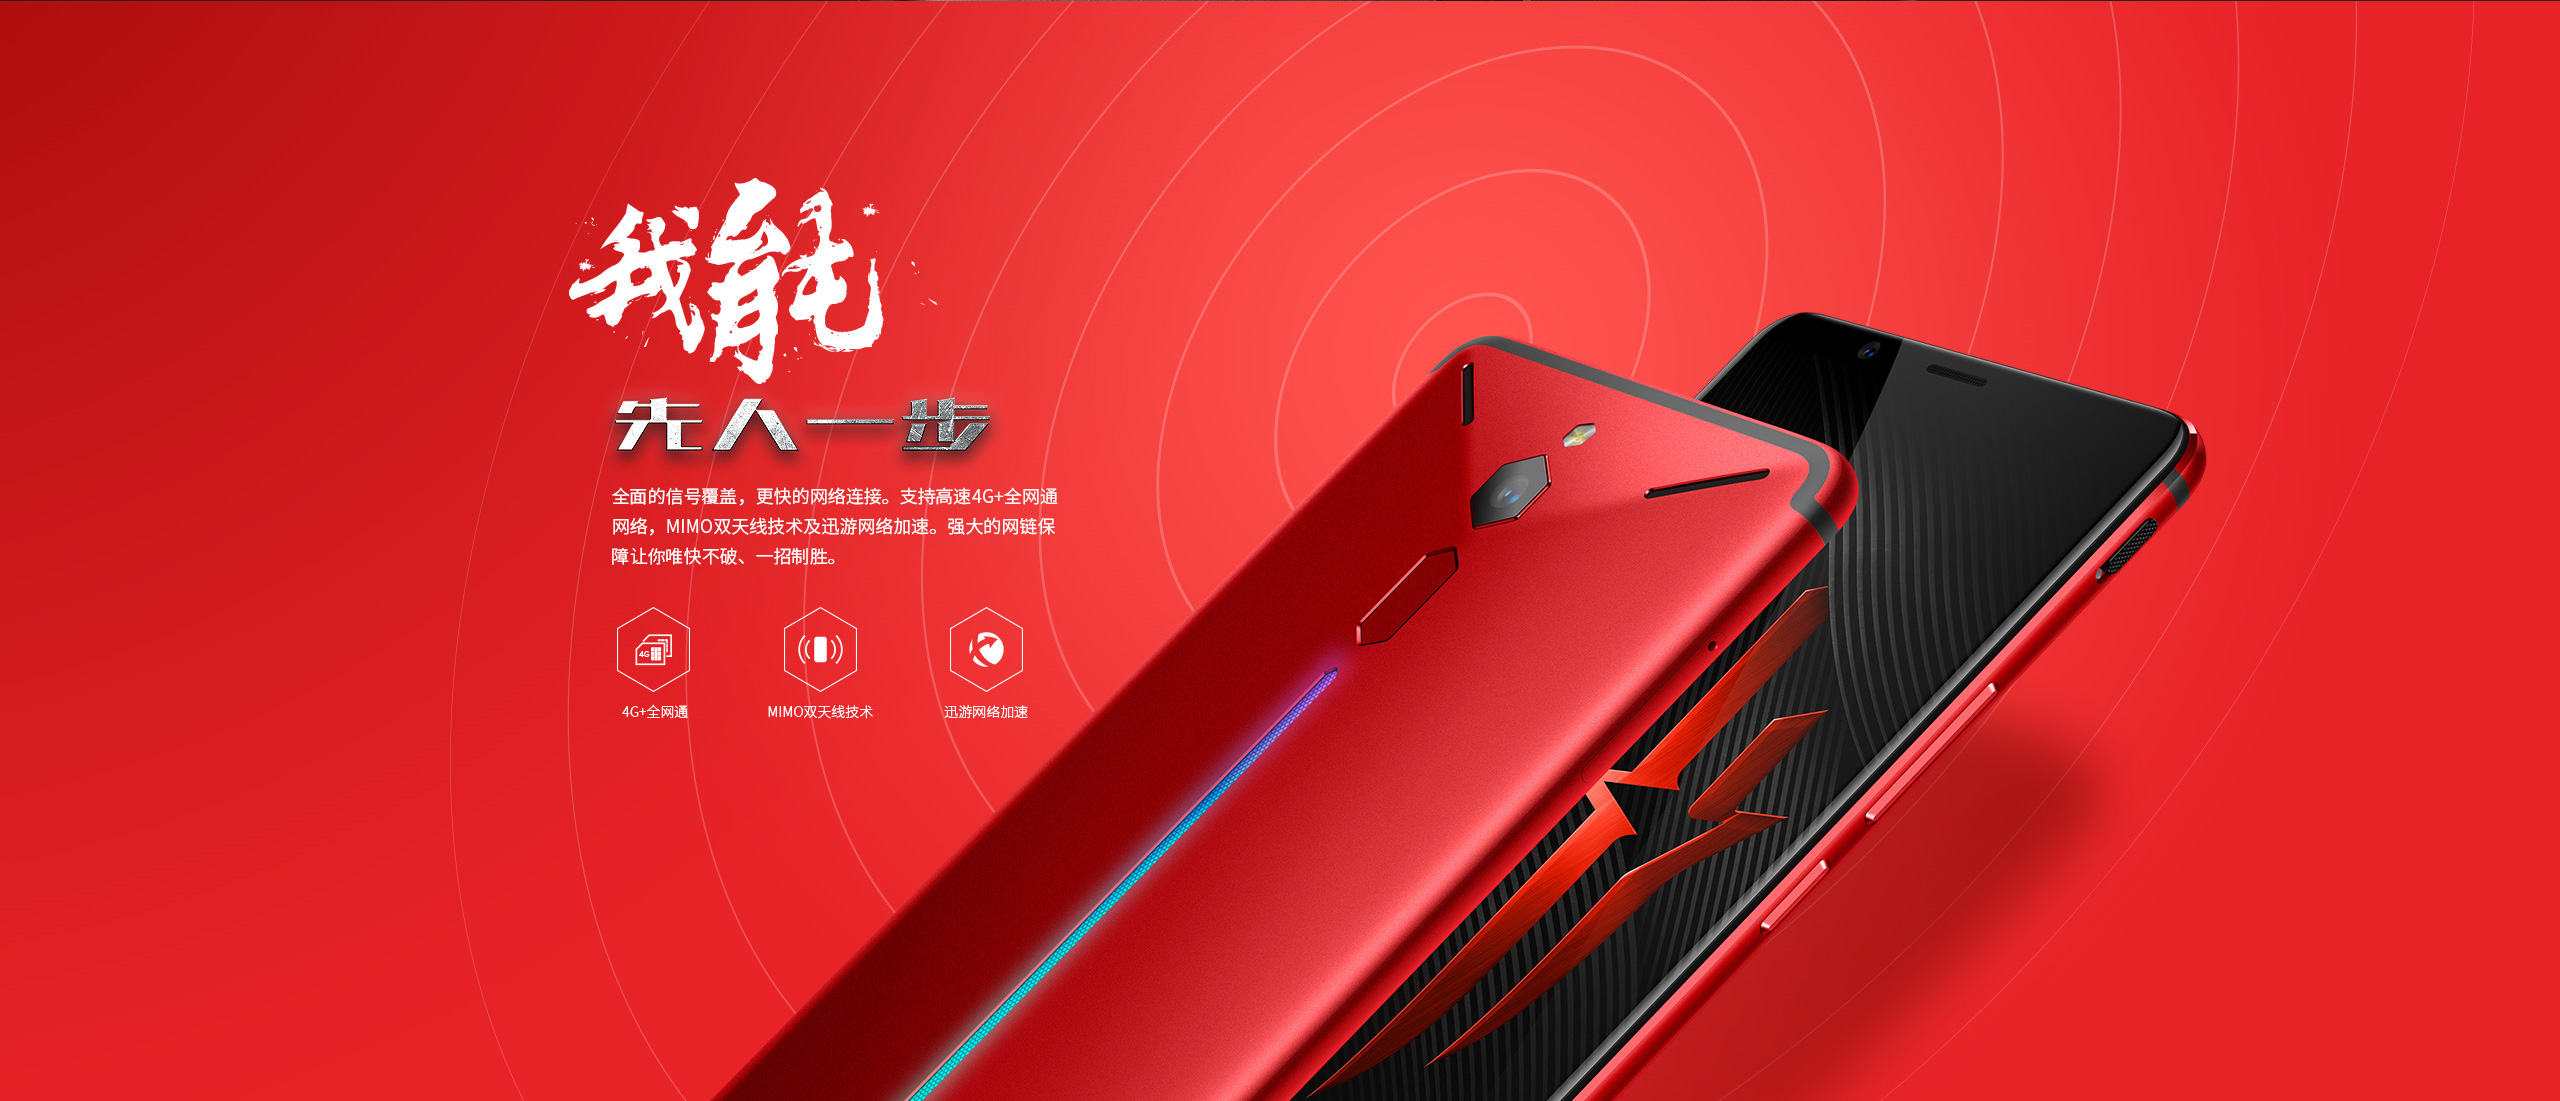 我能
先人一步
全面的信号覆盖，更快的网络连接。支持高速4G+全网通
网络，MIMO双天线技术及迅游网络加速。强大的网链保
障让你唯快不破、一招制胜。
4G
4G+全网通
MIMO双天线技术
迅游网络加速